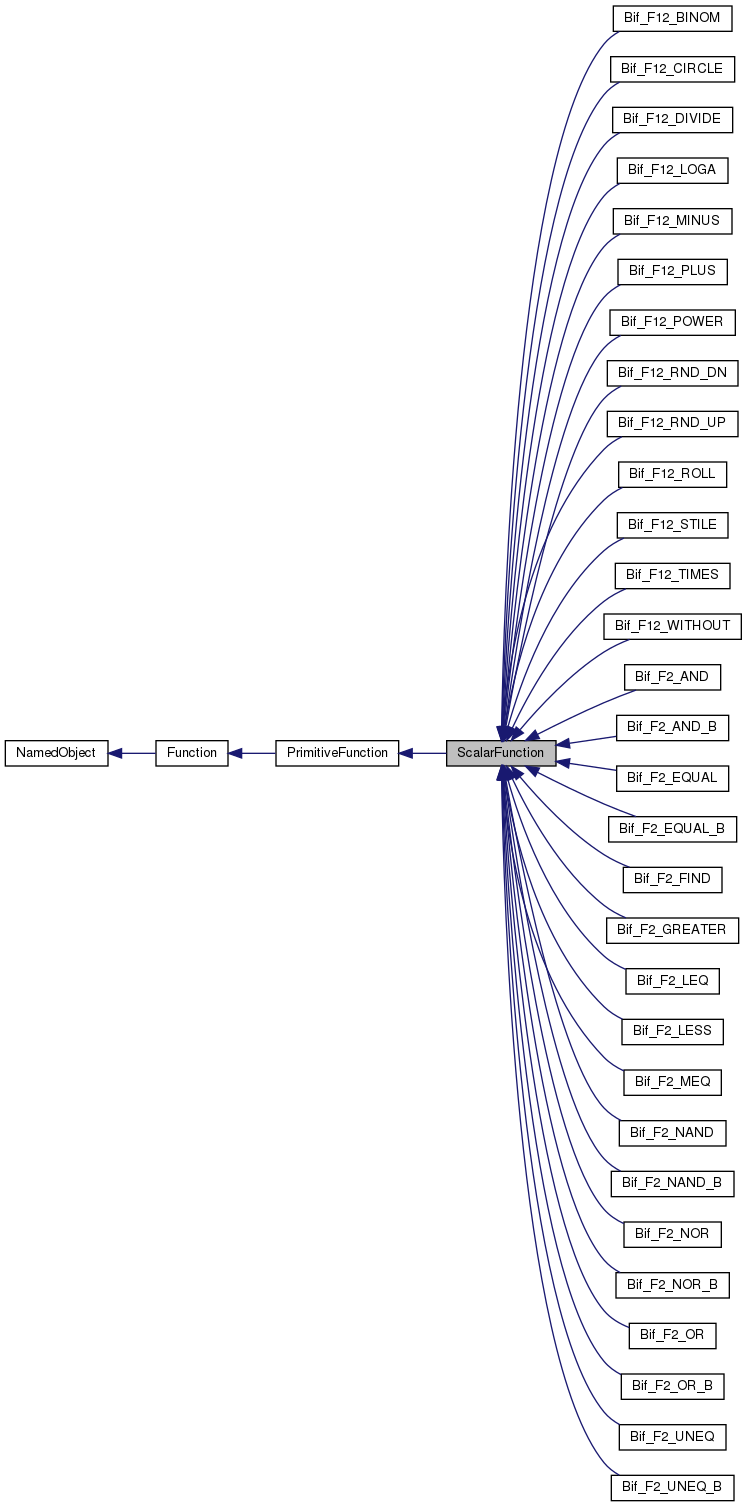 Bif_F12_BINOM
Bif_F12_CIRCLE
Bif_F12_DIVIDE
Bif_F12_LOGA
Bif_F12_MINUS
Bif_F12_PLUS
Bif_F12_POWER
Bif_F12_RND_DN
Bif_F12_RND_UP
Bif_F12_ROLL
Bif_F12_STILE
Bif_F12_TIMES
Bif_F12_WITHOUT
Bif_F2_AND
Bif_F2_AND_B
NamedObject
Function
PrimitiveFunction
ScalarFunction
Bif_F2_EQUAL
Bif_F2_EQUAL_B
Bif_F2_FIND
Bif_F2_GREATER
Bif_F2_LEQ
Bif_F2_LESS
Bif_F2_MEQ
Bif_F2_NAND
Bif_F2_NAND_B
Bif_F2_NOR
Bif_F2_NOR_B
Bif_F2_OR
Bif_F2_OR_B
Bif_F2_UNEQ
Bif_F2_UNEQ_B